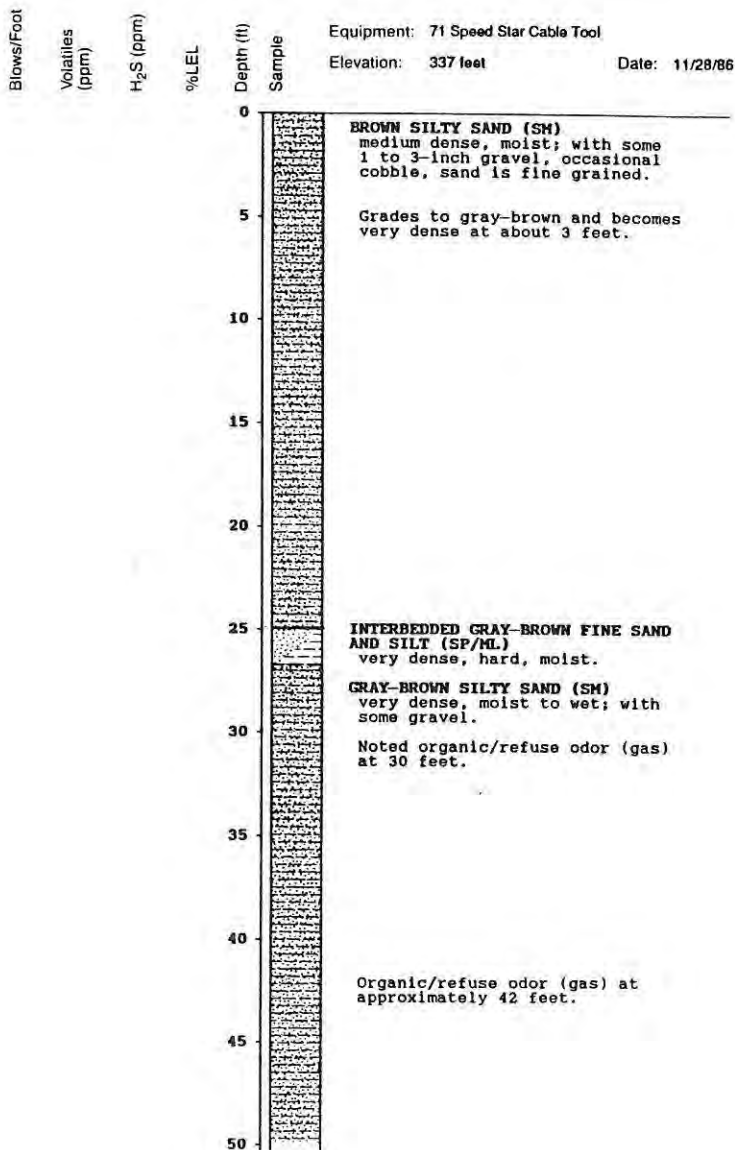 Blows/Foot
Volatiles
(ppm)
H2S (ppm)
%LEL
Depth (ft)
Sample
Equipment: 71 Speed Star Cable Tool
Elevation: 337 feet Date: 11/28/86
0
BROWN SILTY SAND (SM)
medium dense, moist; with some
1 to 3-inch gravel, occasional
cobble, sand is fine grained.
5
Grades to gray-brown and becomes
very dense at about 3 feet.
10
15
20
25
INTERBEDDED GRAY-BROWN FINE SAND
AND SILT (SP/ML)
very dense, hard, moist.
GRAY-BROWN SILTY SAND (SM)
very dense, moist to wet; with
some gravel.
30
Noted organic/refuse odor (gas)
at 30 feet.
35
40
Organic/refuse odor (gas) at
approximately 42 feet.
45
50